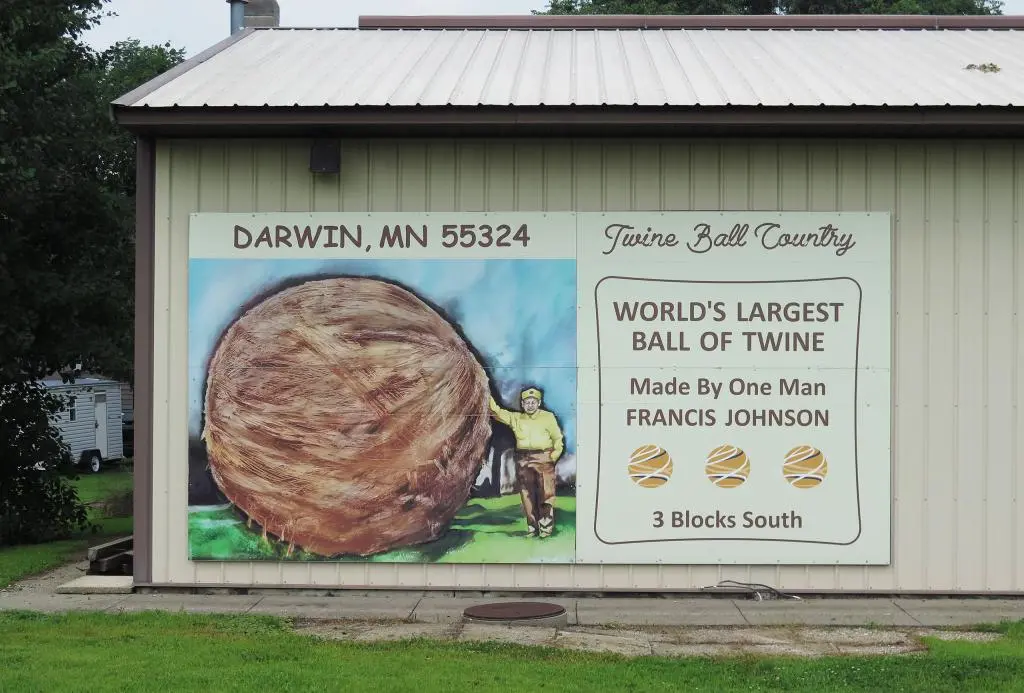 DARWIN, MN 55324
Twine Ball Country
WORLD'S LARGEST
BALL OF TWINE
Made By One Man
FRANCIS JOHNSON
3 Blocks South